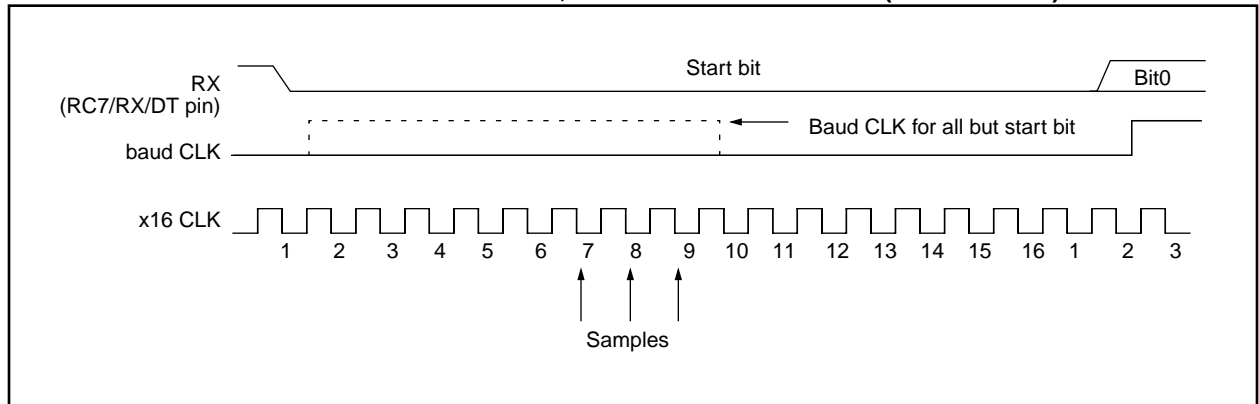 Start bit
RX
(RC7/RX/DT pin)
Bit0
Baud CLK for all but start bit
baud CLK
x16 CLK
1 2 3 4 5 6 7 8 9 10 11 12 13 14 15 16 1 2 3
Samples